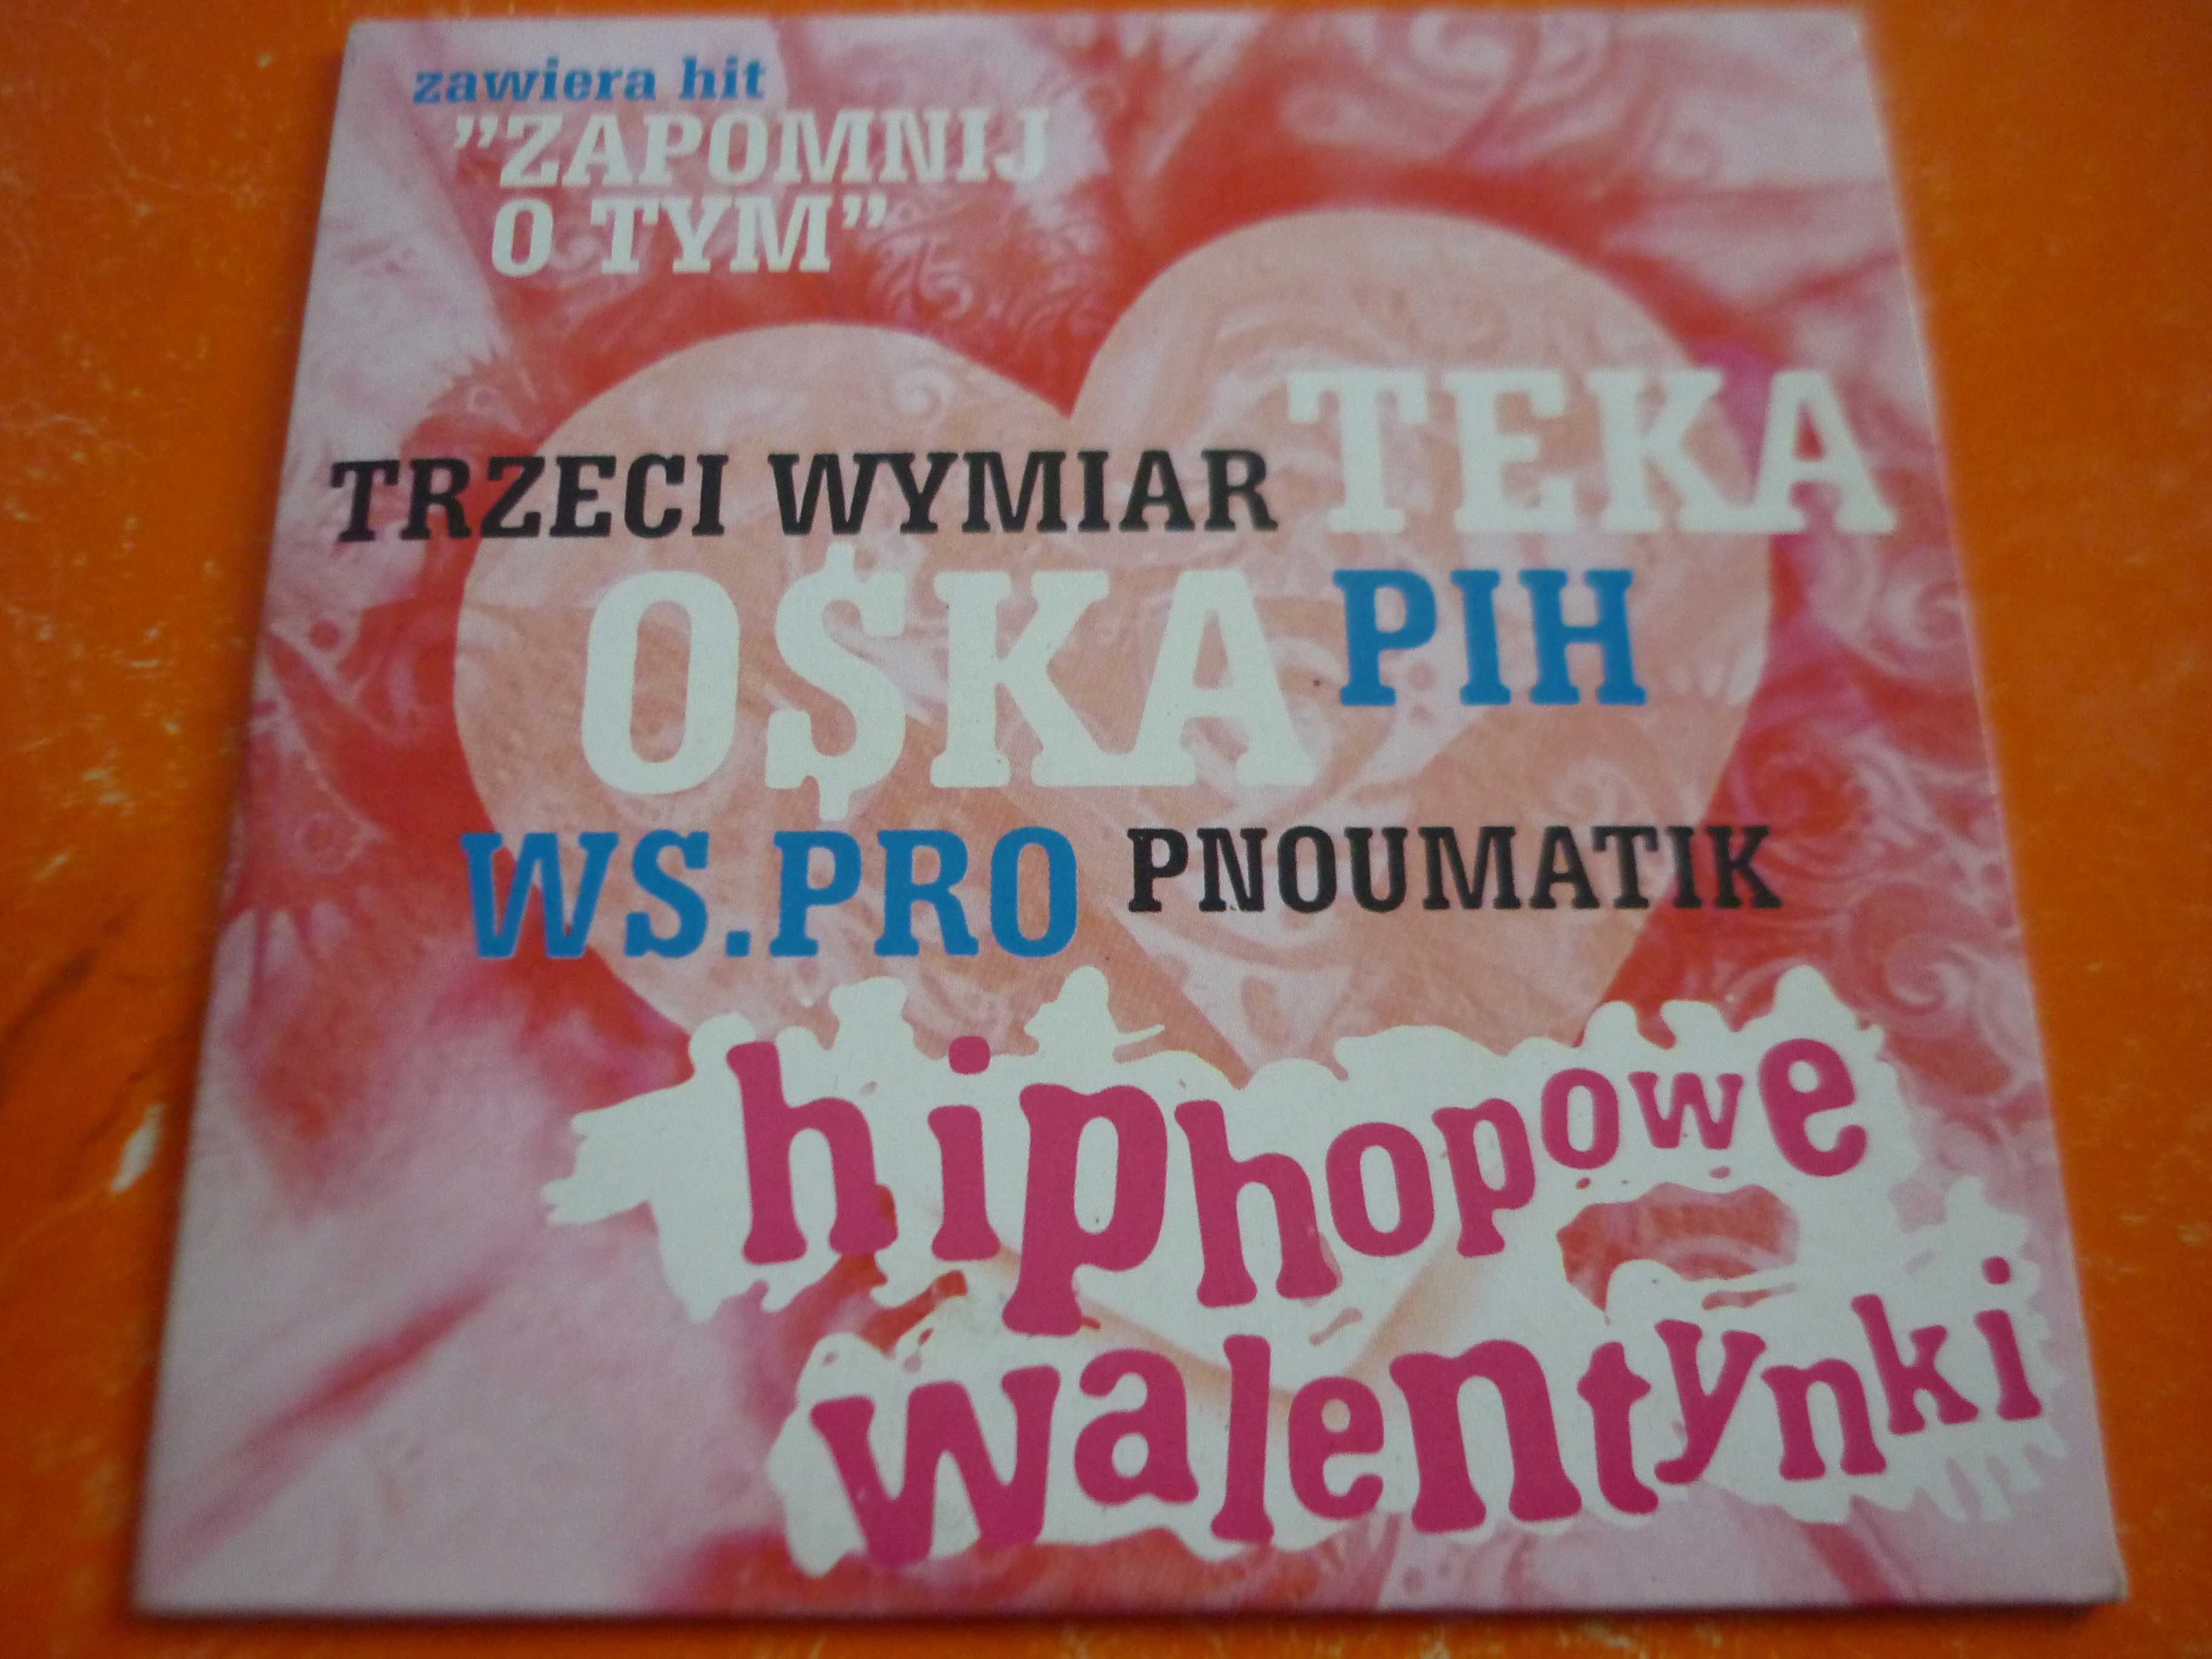 zawiera hit
"ZAPOMNIJ
O TYM"
TRZECI WYMIAR TEKA
O$KA PIH
WS.PRO PNOUMATIK
hiphopowe
walentynki